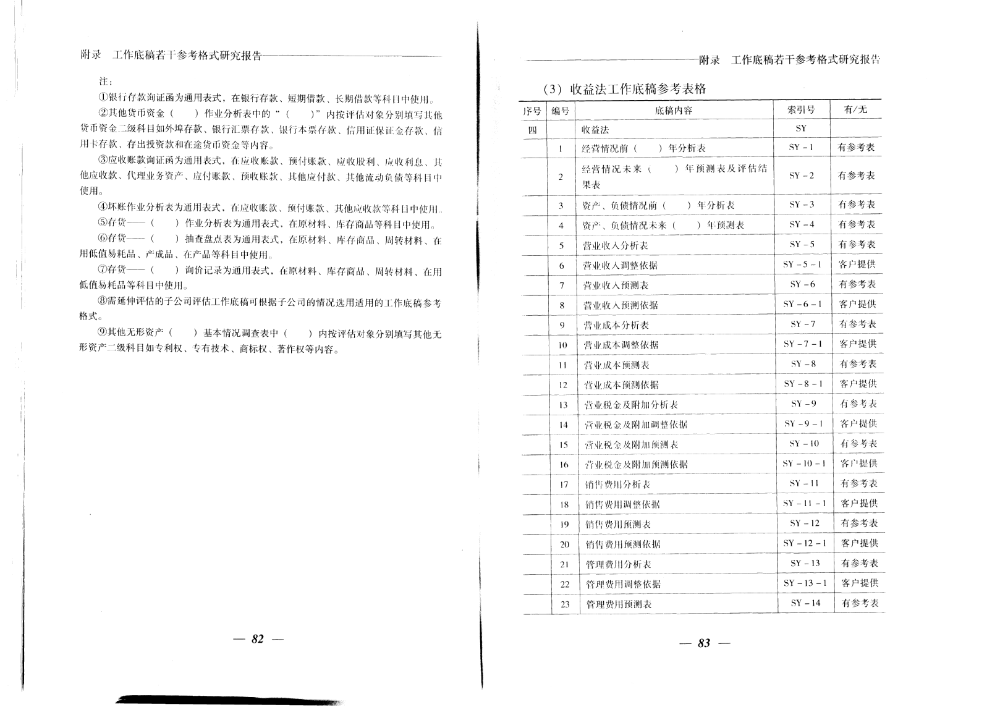 附录　工作底稿若干参考格式研究报告
注：
①银行存款询证函为通用表式，在银行存款、短期借款、长期借款等科目中使用。
②其他货币资金（　　）作业分析表中的“（　　）”内按评估对象分别填写其他
货币资金二级科目如外埠存款、银行汇票存款、银行本票存款、信用证保证金存款、信
用卡存款、存出投资款和在途货币资金等内容。
③应收账款询证函为通用表式，在应收账款、预付账款、应收股利、应收利息、其
他应收款、代理业务资产、应付账款、预收账款、其他应付款、其他流动负债等科目中
使用。
④坏账作业分析表为通用表式，在应收账款、预付账款、其他应收款等科目中使用。
⑤存货——（　　）作业分析表为通用表式，在原材料、库存商品等科目中使用。
⑥存货——（　　）抽查盘点表为通用表式，在原材料、库存商品、周转材料、在
用低值易耗品、产成品、在产品等科目中使用。
⑦存货——（　　）询价记录为通用表式，在原材料、库存商品、周转材料、在用
低值易耗品等科目中使用。
⑧需延伸评估的子公司评估工作底稿可根据子公司的情况选用适用的工作底稿参考
格式。
⑨其他无形资产（　　）基本情况调查表中（　　）内按评估对象分别填写其他无
形资产二级科目如专利权、专有技术、商标权、著作权等内容。
— 82 —
附录　工作底稿若干参考格式研究报告
（3）收益法工作底稿参考表格
序号　编号　底稿内容　索引号　有/无
四　收益法　SY
1　经营情况前（　　）年分析表　SY－1　有参考表
2　经营情况未来（　　）年预测表及评估结
果表　SY－2　有参考表
3　资产、负债情况前（　　）年分析表　SY－3　有参考表
4　资产、负债情况未来（　　）年预测表　SY－4　有参考表
5　营业收入分析表　SY－5　有参考表
6　营业收入调整依据　SY－5－1　客户提供
7　营业收入预测表　SY－6　有参考表
8　营业收入预测依据　SY－6－1　客户提供
9　营业成本分析表　SY－7　有参考表
10　营业成本调整依据　SY－7－1　客户提供
11　营业成本预测表　SY－8　有参考表
12　营业成本预测依据　SY－8－1　客户提供
13　营业税金及附加分析表　SY－9　有参考表
14　营业税金及附加调整依据　SY－9－1　客户提供
15　营业税金及附加预测表　SY－10　有参考表
16　营业税金及附加预测依据　SY－10－1　客户提供
17　销售费用分析表　SY－11　有参考表
18　销售费用调整依据　SY－11－1　客户提供
19　销售费用预测表　SY－12　有参考表
20　销售费用预测依据　SY－12－1　客户提供
21　管理费用分析表　SY－13　有参考表
22　管理费用调整依据　SY－13－1　客户提供
23　管理费用预测表　SY－14　有参考表
— 83 —